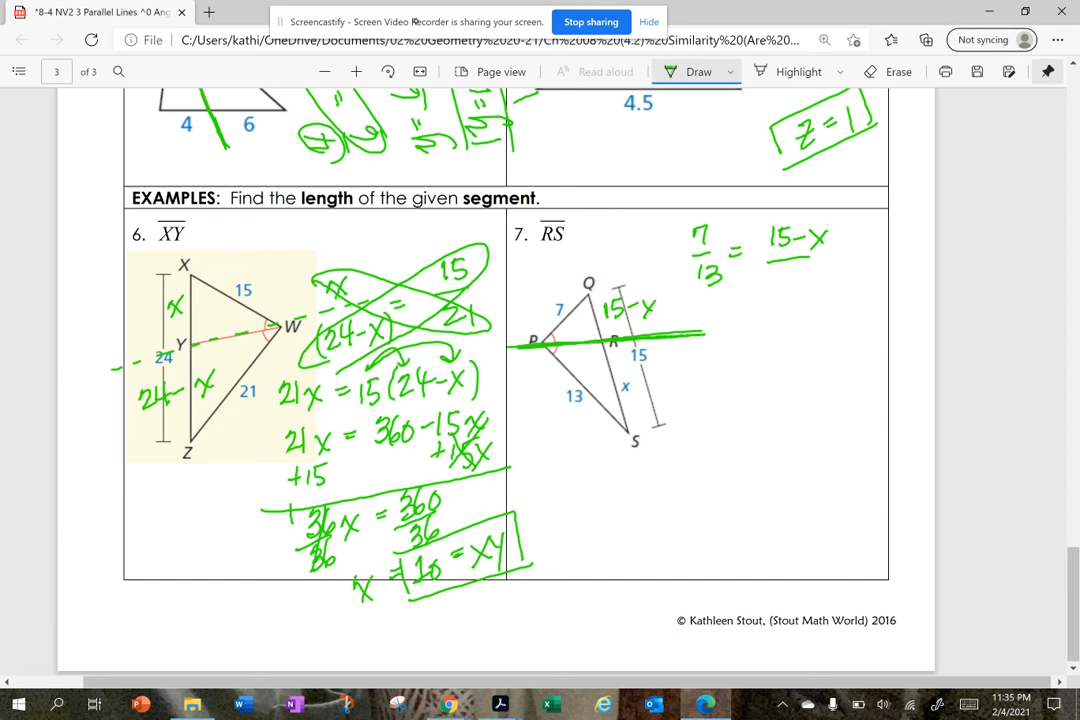 *8-4 NV2 3 Parallel Lines ^0 Ang
Screencastify - Screen Video Recorder is sharing your screen.
Stop sharing
Hide
File
C:/Users/kathi/OneDrive/Documents/02%20Geometry%2020-21/Ch%2008%20(4.2)%20Similarity%20(Are%20...
Not syncing
3
of 3
Page view
Read aloud
Draw
Highlight
Erase
4
6
4.5
z = 1
EXAMPLES: Find the length of the given segment.
6. XY
X
15
x
W
Y
24
24-x
21
Z
x = 15
(24-x) 21
21x = 15(24-x)
21x = 360-15x
+15 +15x
36x = 360
36 36
x = 10 = XY
7. RS
7 = 15-x
13
Q
7
15-x
P
R
15
13
x
S
© Kathleen Stout, (Stout Math World) 2016
11:35 PM
2/4/2021